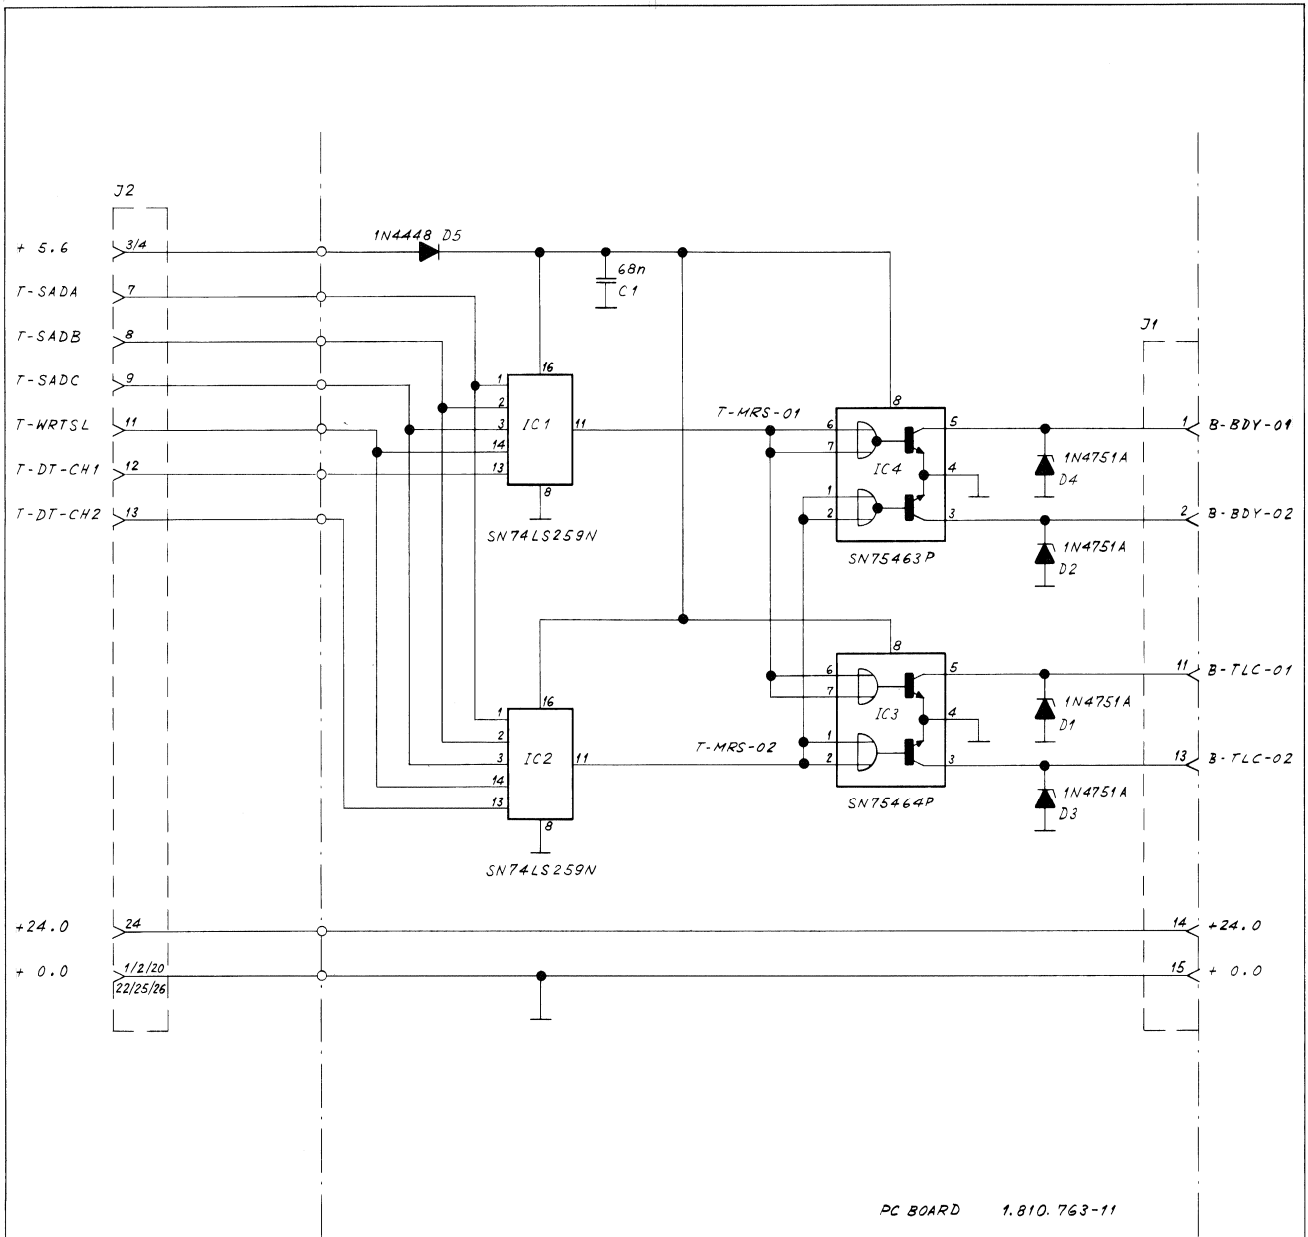 J2
+ 5.6
3/4
1N4448 D5
68n
C1
T-SADA
7
T-SADB
8
T-SADC
9
T-WRTSL
11
T-DT-CH1
12
T-DT-CH2
13
16
1
2
3
14
13
IC1
11
8
SN74LS259N
T-MRS-01
8
6
7
IC4
5
4
1
2
3
SN75463P
J1
1
B-BDY-01
1N4751A
D4
2
B-BDY-02
1N4751A
D2
16
1
2
3
14
13
IC2
11
8
SN74LS259N
T-MRS-02
8
6
7
IC3
5
4
1
2
3
SN75464P
11
B-TLC-01
1N4751A
D1
13
B-TLC-02
1N4751A
D3
+24.0
24
14
+24.0
+ 0.0
1/2/20
22/25/26
15
+ 0.0
PC BOARD 1.810.763-11